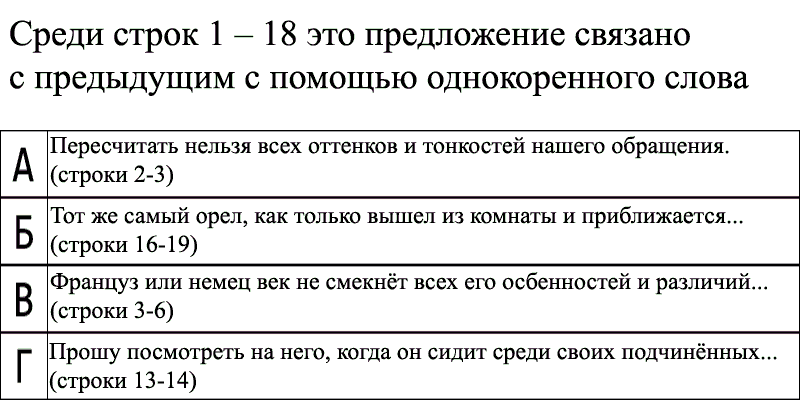 Среди строк 1 – 18 это предложение связано
с предыдущим с помощью однокоренного слова
А
Пересчитать нельзя всех оттенков и тонкостей нашего обращения.
(строки 2-3)
Б
Тот же самый орел, как только вышел из комнаты и приближается...
(строки 16-19)
В
Француз или немец век не смекнёт всех его осбенностей и различий...
(строки 3-6)
Г
Прошу посмотреть на него, когда он сидит среди своих подчинённых...
(строки 13-14)